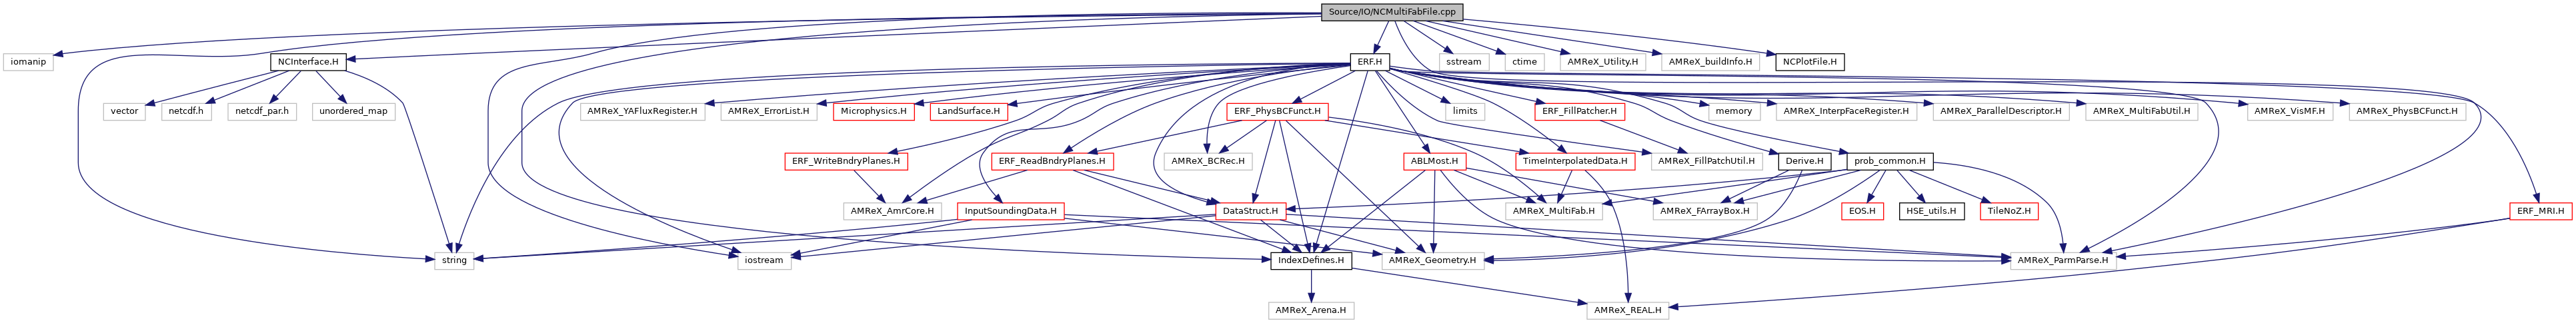 Source/IO/NCMultiFabFile.cpp
iomanip
NCInterface.H
ERF.H
sstream
ctime
AMReX_Utility.H
AMReX_buildInfo.H
NCPlotFile.H
vector
netcdf.h
netcdf_par.h
unordered_map
AMReX_YAFluxRegister.H
AMReX_ErrorList.H
Microphysics.H
LandSurface.H
ERF_PhysBCFunct.H
limits
ERF_FillPatcher.H
memory
AMReX_InterpFaceRegister.H
AMReX_ParallelDescriptor.H
AMReX_MultiFabUtil.H
AMReX_VisMF.H
AMReX_PhysBCFunct.H
ERF_WriteBndryPlanes.H
ERF_ReadBndryPlanes.H
AMReX_BCRec.H
ABLMost.H
TimeInterpolatedData.H
AMReX_FillPatchUtil.H
Derive.H
prob_common.H
AMReX_AmrCore.H
InputSoundingData.H
DataStruct.H
AMReX_MultiFab.H
AMReX_FArrayBox.H
EOS.H
HSE_utils.H
TileNoZ.H
ERF_MRI.H
string
iostream
IndexDefines.H
AMReX_Geometry.H
AMReX_ParmParse.H
AMReX_Arena.H
AMReX_REAL.H